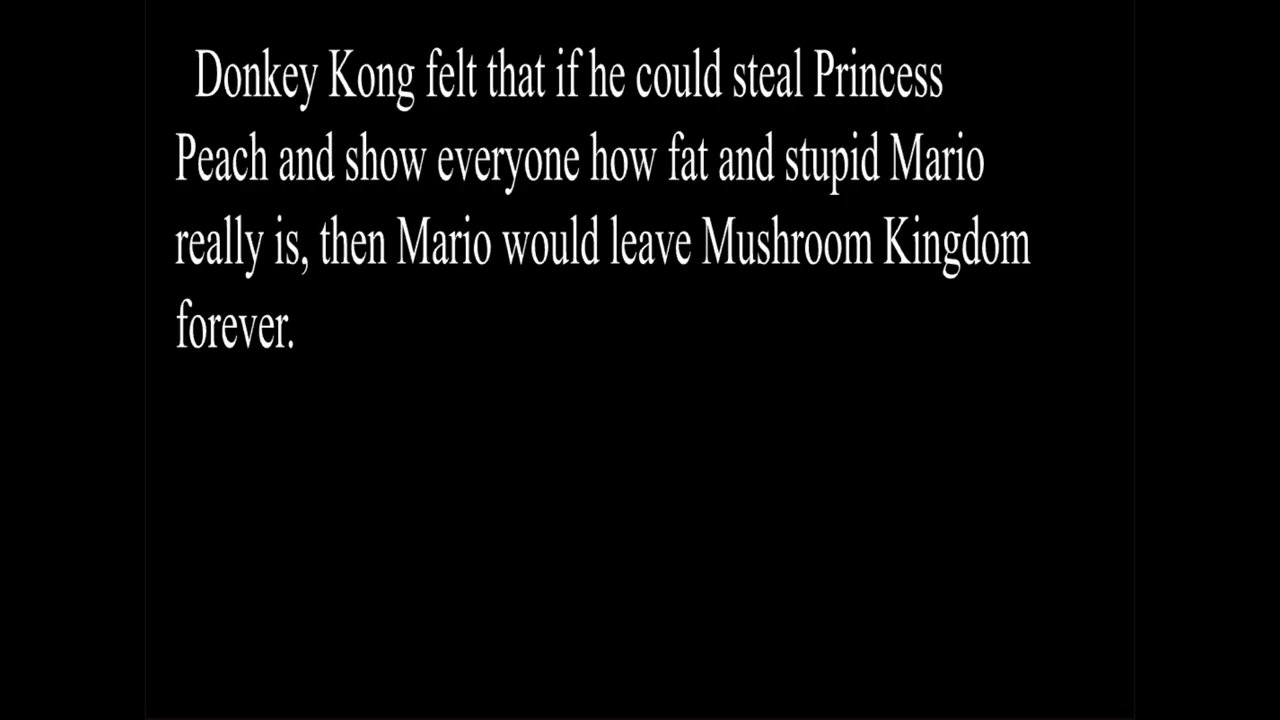 Donkey Kong felt that if he could steal Princess
Peach and show everyone how fat and stupid Mario
really is, then Mario would leave Mushroom Kingdom
forever.